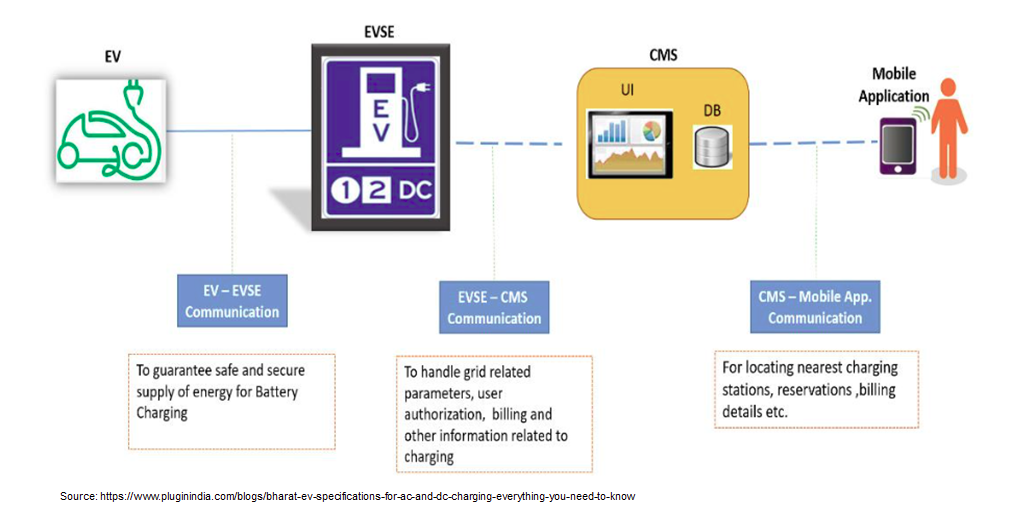 EV
EVSE
CMS
Mobile
Application
UI
DB
E
V
1 2 DC
EV – EVSE
Communication
EVSE – CMS
Communication
CMS – Mobile App.
Communication
To guarantee safe and secure
supply of energy for Battery
Charging
To handle grid related
parameters, user
authorization, billing and
other information related to
charging
For locating nearest charging
stations, reservations ,billing
details etc.
Source: https://www.pluginindia.com/blogs/bharat-ev-specifications-for-ac-and-dc-charging-everything-you-need-to-know